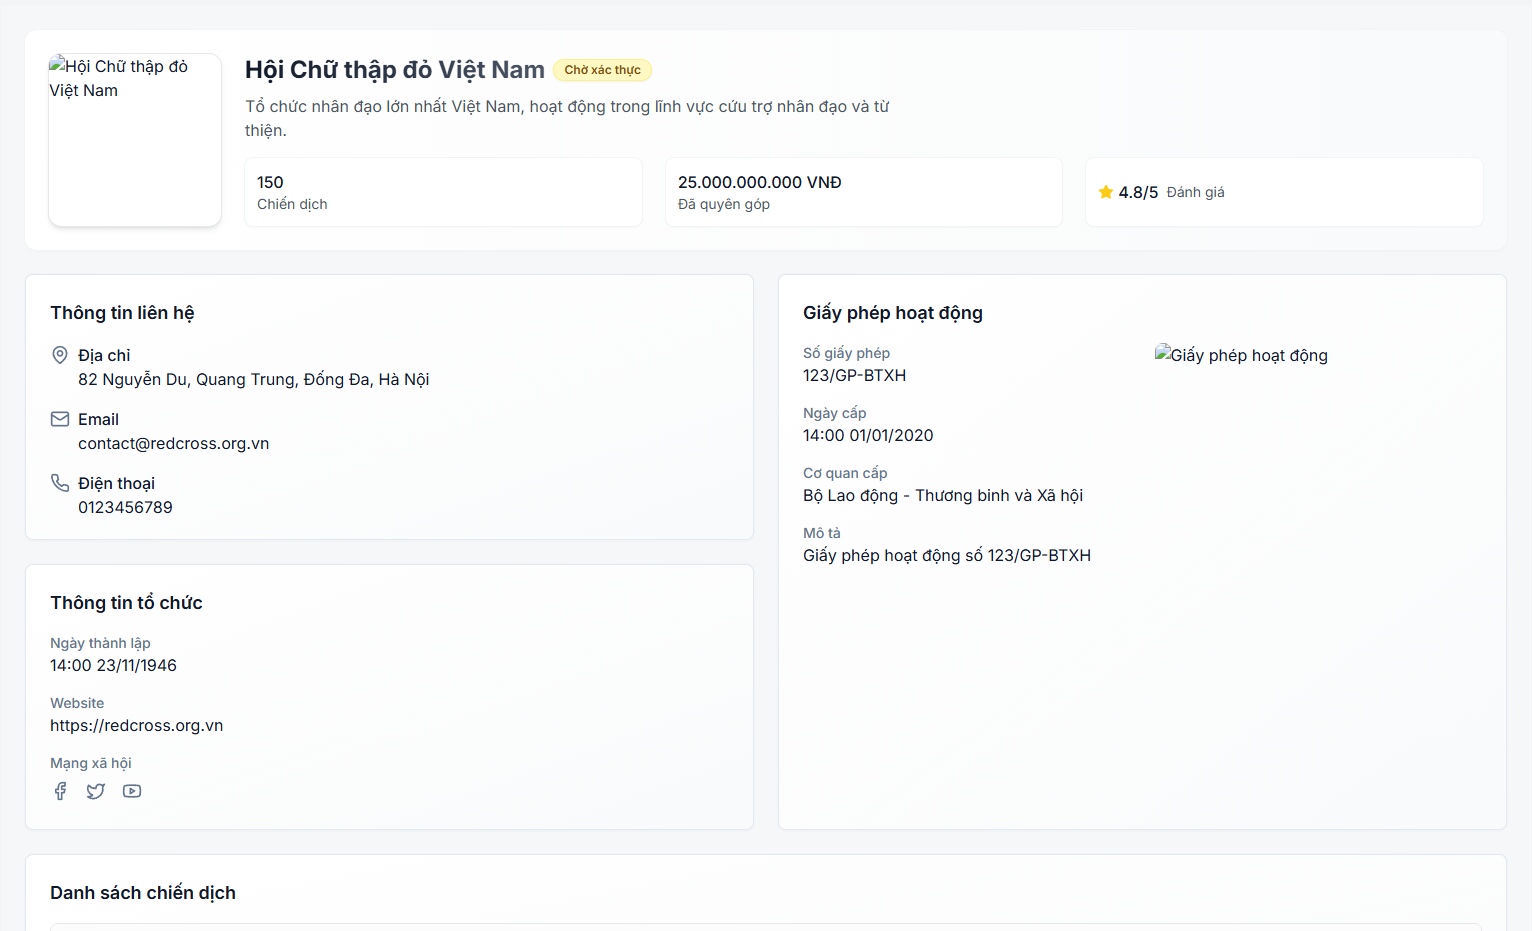 Hội Chữ thập đỏ
Việt Nam
Hội Chữ thập đỏ Việt Nam
Chờ xác thực
Tổ chức nhân đạo lớn nhất Việt Nam, hoạt động trong lĩnh vực cứu trợ nhân đạo và từ
thiện.
150
Chiến dịch
25.000.000.000 VNĐ
Đã quyên góp
4.8/5 Đánh giá
Thông tin liên hệ
Địa chỉ
82 Nguyễn Du, Quang Trung, Đống Đa, Hà Nội
Email
contact@redcross.org.vn
Điện thoại
0123456789
Giấy phép hoạt động
Số giấy phép
123/GP-BTXH
Ngày cấp
14:00 01/01/2020
Cơ quan cấp
Bộ Lao động - Thương binh và Xã hội
Mô tả
Giấy phép hoạt động số 123/GP-BTXH
Giấy phép hoạt động
Thông tin tổ chức
Ngày thành lập
14:00 23/11/1946
Website
https://redcross.org.vn
Mạng xã hội
Danh sách chiến dịch